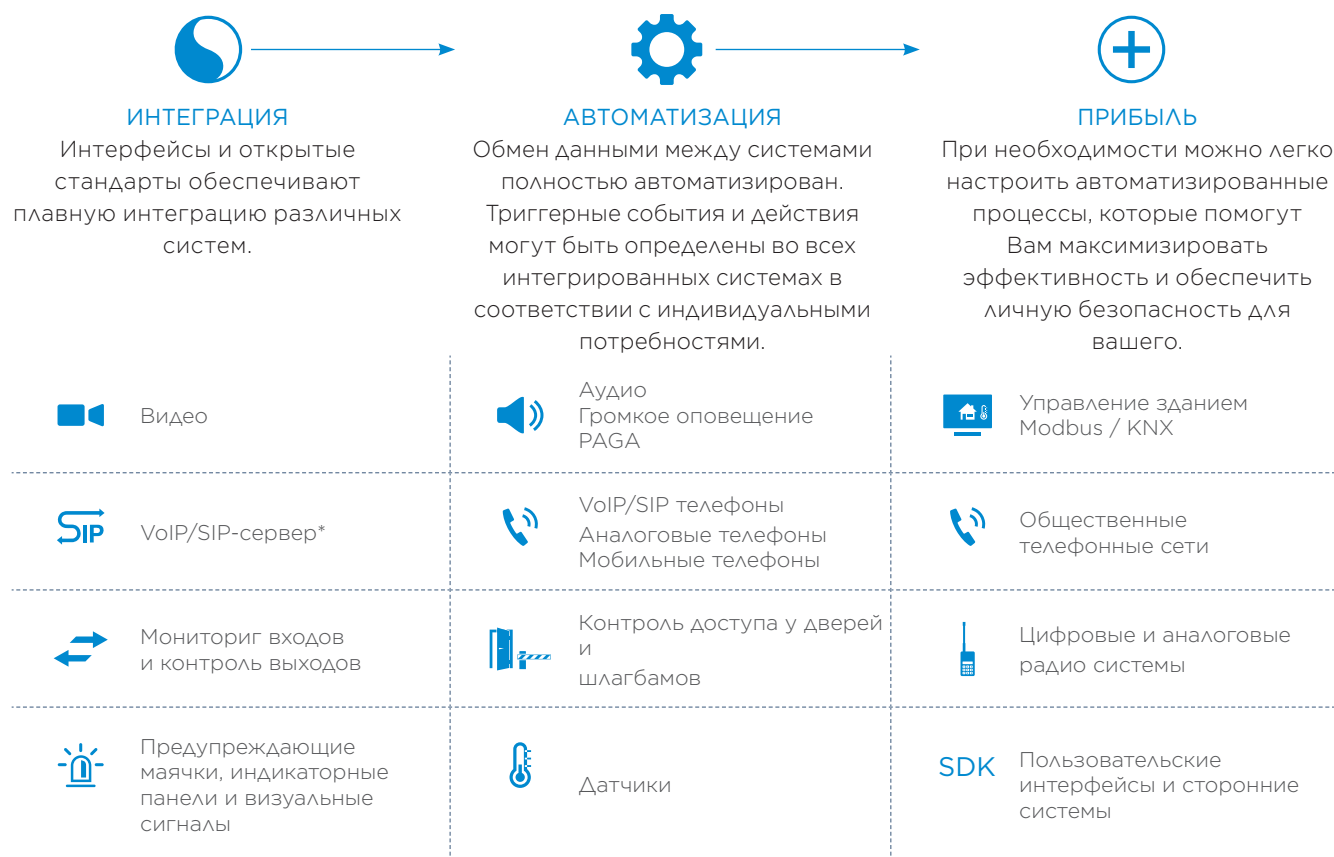 ИНТЕГРАЦИЯ
Интерфейсы и открытые
стандарты обеспечивают
плавную интеграцию различных
систем.
АВТОМАТИЗАЦИЯ
Обмен данными между системами
полностью автоматизирован.
Триггерные события и действия
могут быть определены во всех
интегрированных системах в
соответствии с индивидуальными
потребностями.
ПРИБЫЛЬ
При необходимости можно легко
настроить автоматизированные
процессы, которые помогут
Вам максимизировать
эффективность и обеспечить
личную безопасность для
вашего.
Видео
Аудио
Громкое оповещение
PAGA
Управление зданием
Modbus / KNX
SIP
VoIP/SIP-сервер*
VoIP/SIP телефоны
Аналоговые телефоны
Мобильные телефоны
Общественные
телефонные сети
Мониториг входов
и контроль выходов
Контроль доступа у дверей
и
шлагбамов
Цифровые и аналоговые
радио системы
Предупреждающие
маячки, индикаторные
панели и визуальные
сигналы
Датчики
SDK
Пользовательские
интерфейсы и сторонние
системы